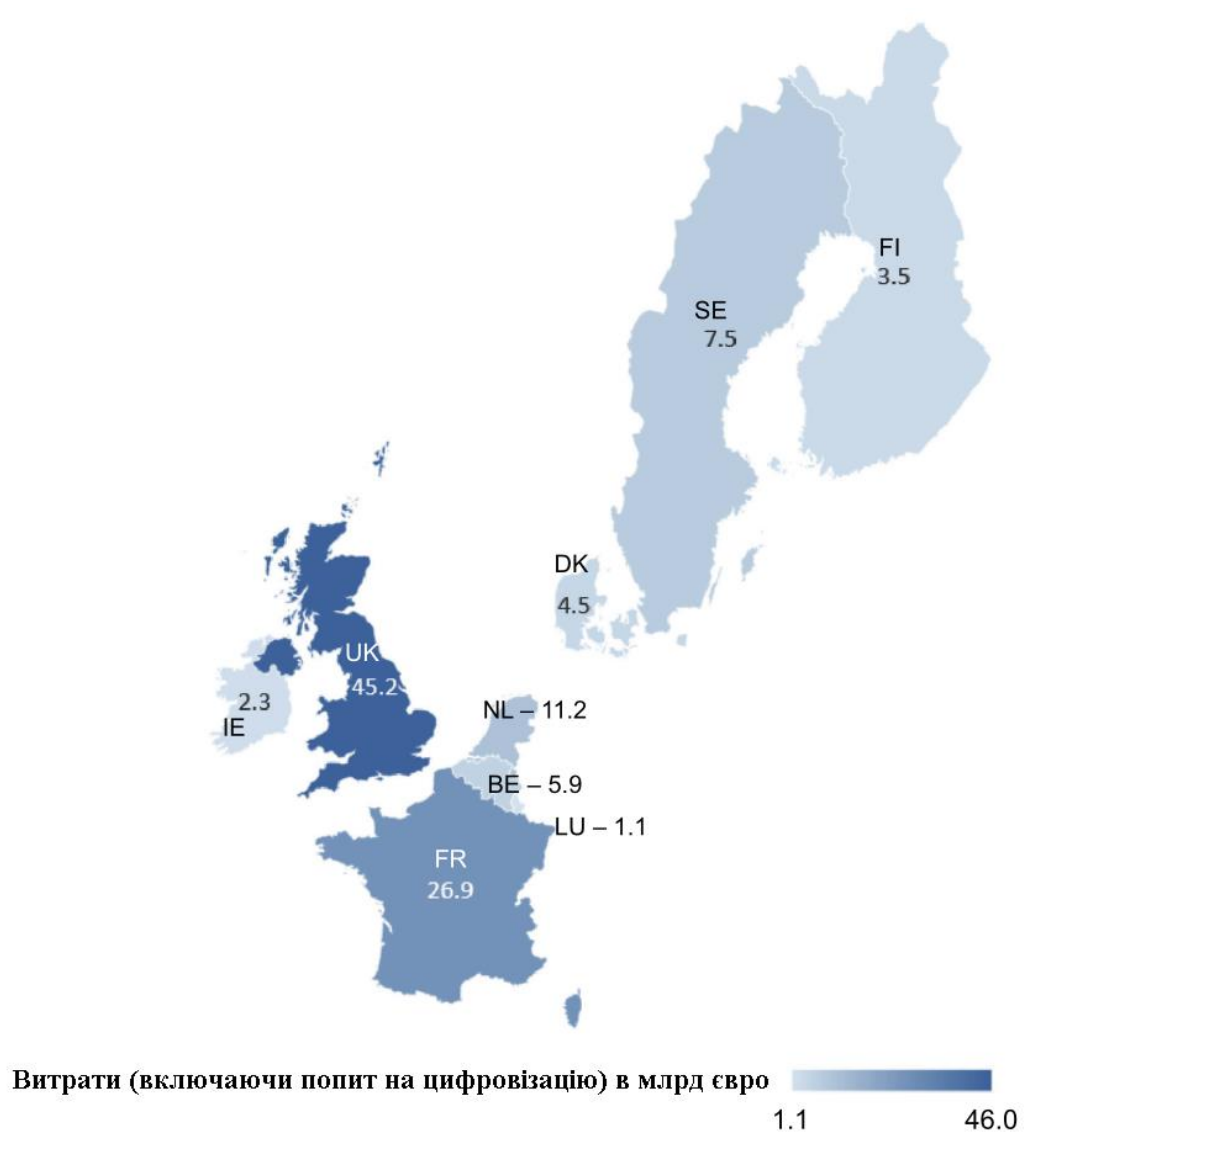 FI
3.5
SE
7.5
DK
4.5
UK
45.2
2.3
IE
NL – 11.2
BE – 5.9
LU – 1.1
FR
26.9
Витрати (включаючи попит на цифровізацію) в млрд євро
1.1 46.0